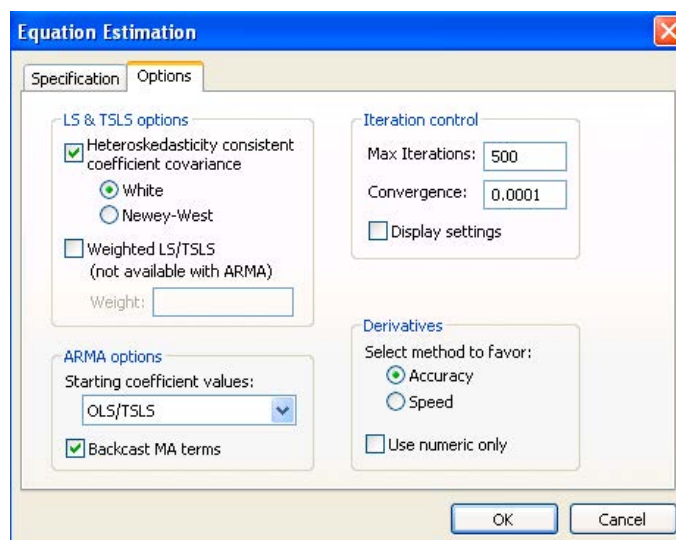 Equation Estimation
Specification
Options
LS & TSLS options
Heteroskedasticity consistent
coefficient covariance
White
Newey-West
Weighted LS/TSLS
(not available with ARMA)
Weight:
ARMA options
Starting coefficient values:
OLS/TSLS
Backcast MA terms
Iteration control
Max Iterations: 500
Convergence: 0.0001
Display settings
Derivatives
Select method to favor:
Accuracy
Speed
Use numeric only
OK
Cancel